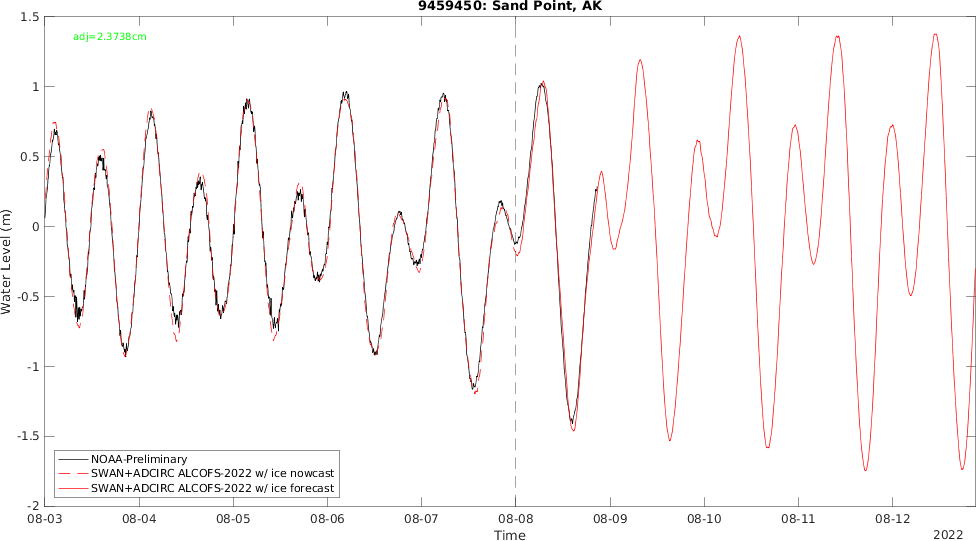 9459450: Sand Point, AK
adj=2.3738cm
1.5
1
0.5
0
-0.5
-1
-1.5
-2
Water Level (m)
NOAA-Preliminary
SWAN+ADCIRC ALCOFS-2022 w/ ice nowcast
SWAN+ADCIRC ALCOFS-2022 w/ ice forecast
08-03 08-04 08-05 08-06 08-07 08-08 08-09 08-10 08-11 08-12
Time
2022